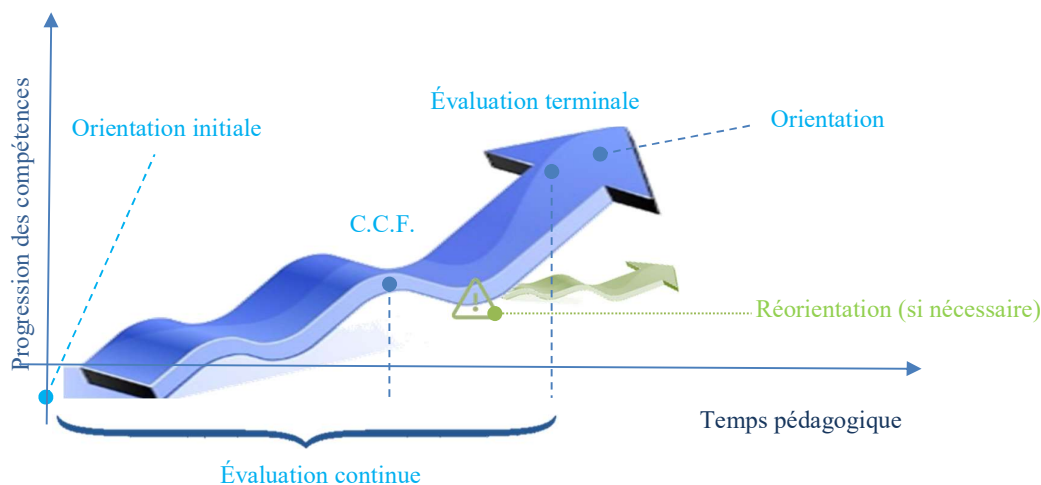 Évaluation terminale
Orientation initiale
Orientation
Progression des compétences
C.C.F.
Réorientation (si nécessaire)
Temps pédagogique
Évaluation continue